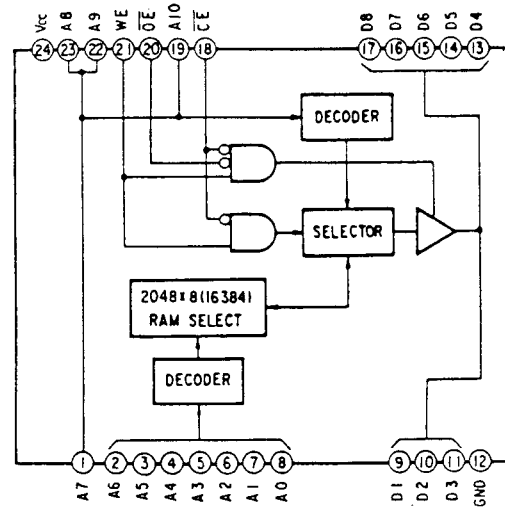 Vcc A8 A9 WE O̅E̅ A10 C̅E̅ D8 D7 D6 D5 D4
24 23 22 21 20 19 18 17 16 15 14 13
DECODER
SELECTOR
2048×8(16384)
RAM SELECT
DECODER
1 2 3 4 5 6 7 8 9 10 11 12
A7 A6 A5 A4 A3 A2 A1 A0 D1 D2 D3 GND